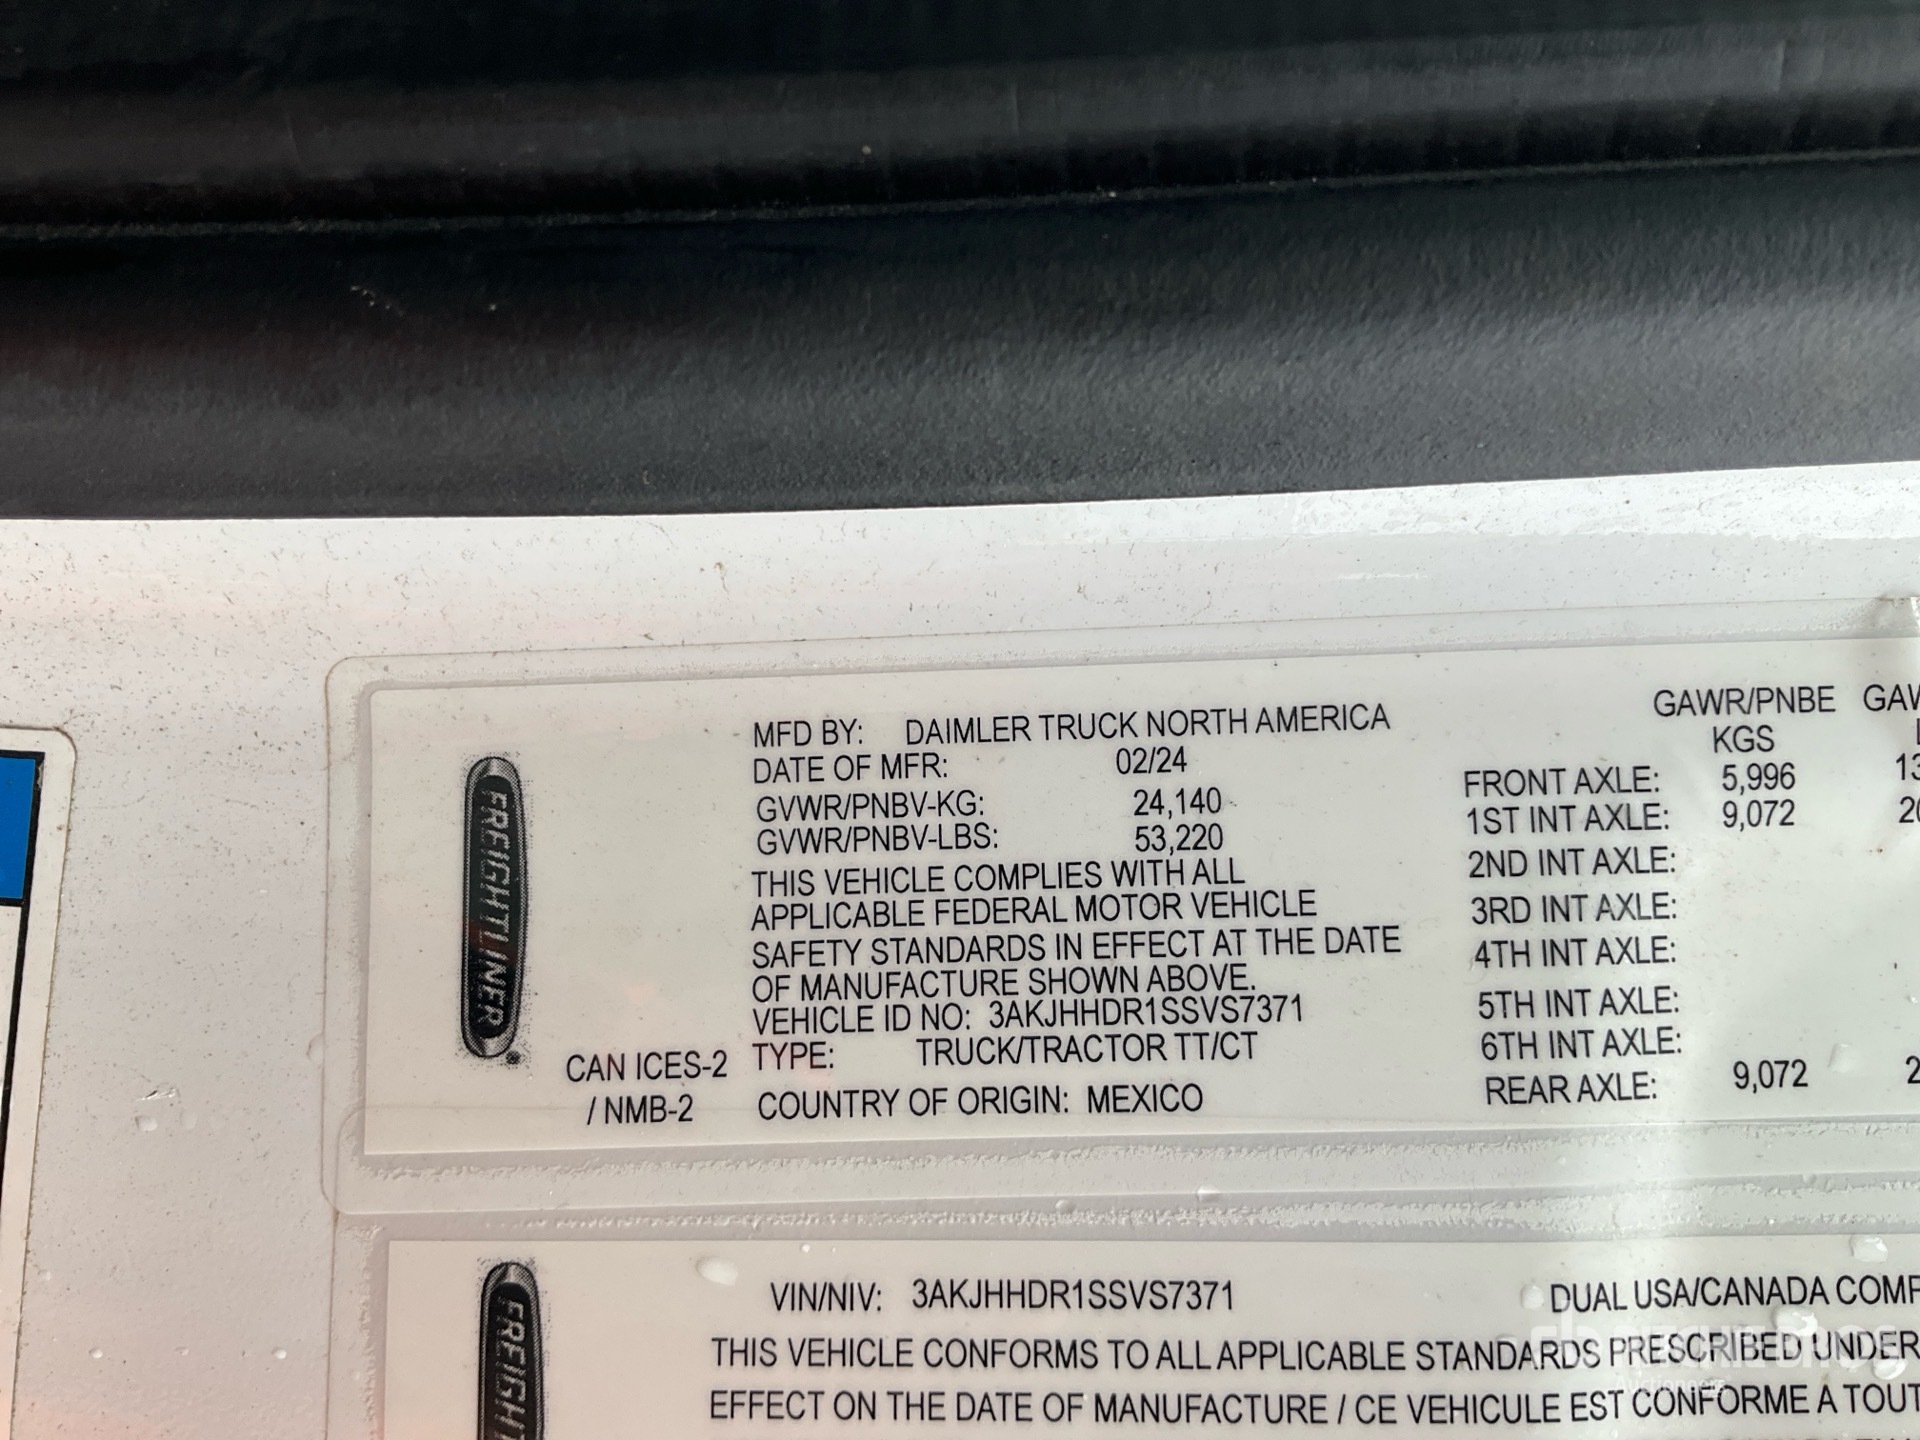 MFD BY: DAIMLER TRUCK NORTH AMERICA
DATE OF MFR: 02/24
GVWR/PNBV-KG: 24,140
GVWR/PNBV-LBS: 53,220
THIS VEHICLE COMPLIES WITH ALL
APPLICABLE FEDERAL MOTOR VEHICLE
SAFETY STANDARDS IN EFFECT AT THE DATE
OF MANUFACTURE SHOWN ABOVE.
VEHICLE ID NO: 3AKJHHDR1SSVS7371
TYPE: TRUCK/TRACTOR TT/CT
COUNTRY OF ORIGIN: MEXICO
FREIGHTLINER
CAN ICES-2
/ NMB-2
GAWR/PNBE
KGS
FRONT AXLE: 5,996
1ST INT AXLE: 9,072
2ND INT AXLE:
3RD INT AXLE:
4TH INT AXLE:
5TH INT AXLE:
6TH INT AXLE:
REAR AXLE: 9,072
VIN/NIV: 3AKJHHDR1SSVS7371 DUAL USA/CANADA
THIS VEHICLE CONFORMS TO ALL APPLICABLE STANDARDS PRESCRIBED UNDER
EFFECT ON THE DATE OF MANUFACTURE / CE VEHICULE EST CONFORME A TOUT
Auctioneers